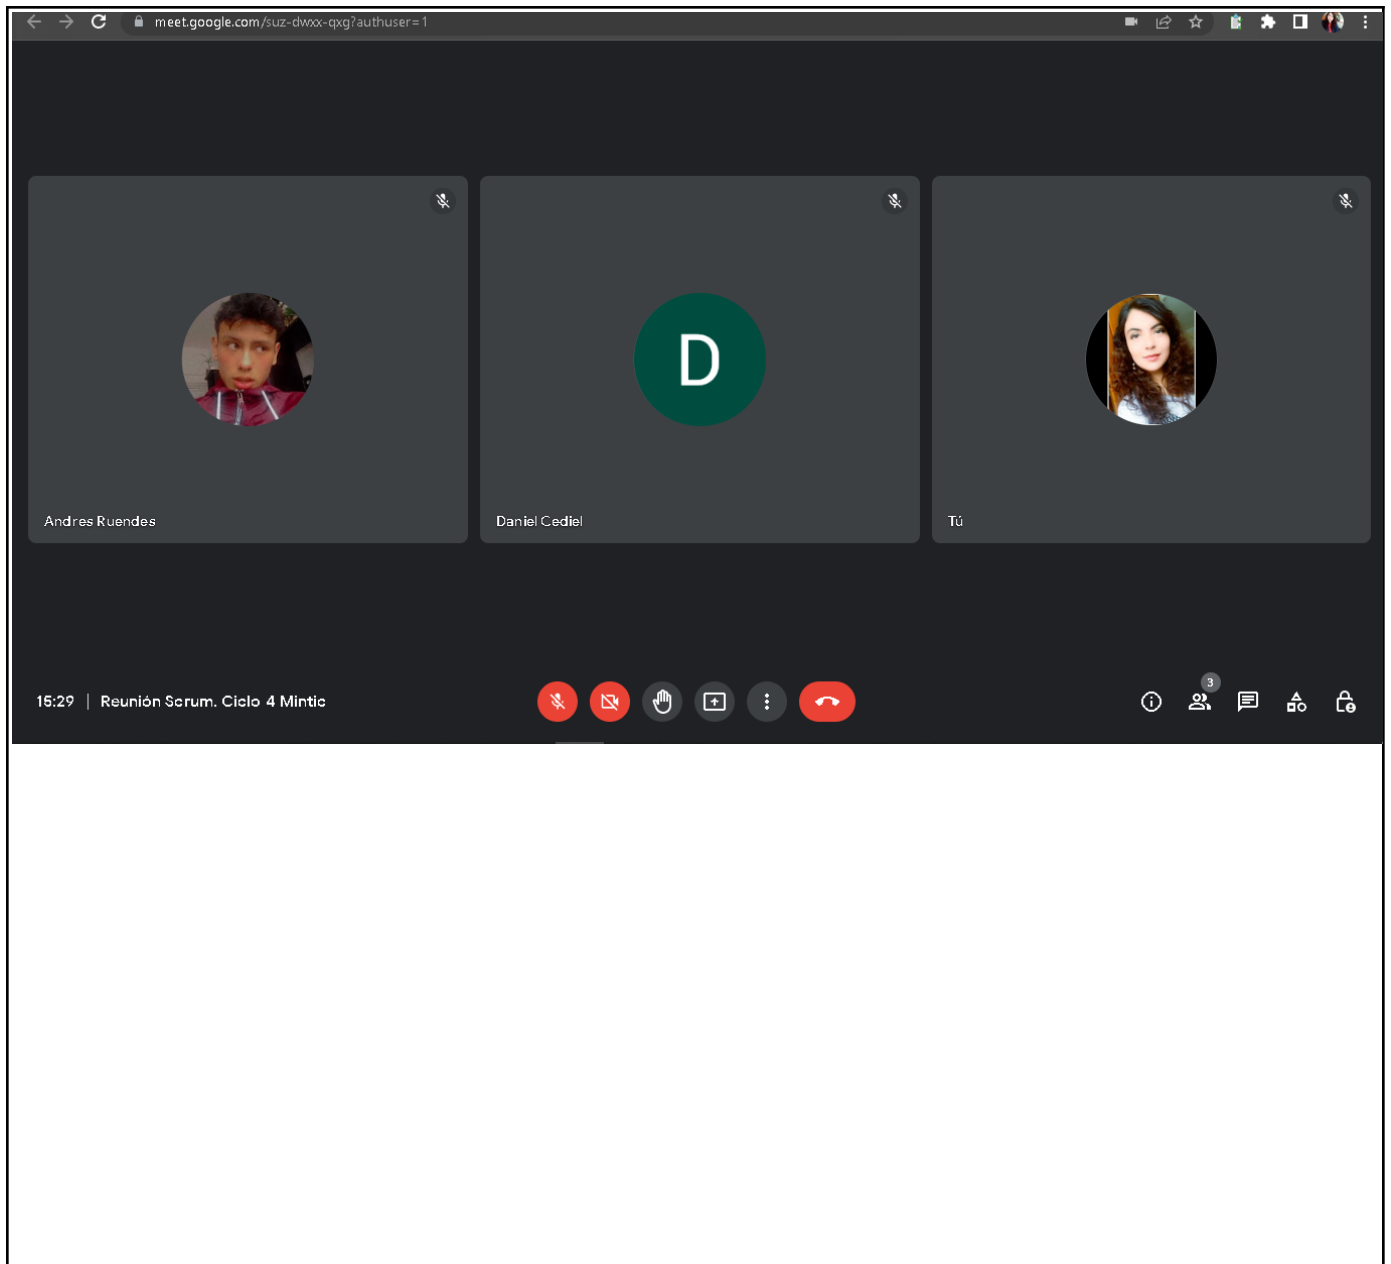 meet.google.com/suz-dwxx-qxg?authuser=1
D
Andres Ruendes
Daniel Cediel
Tú
3
15:29 | Reunión Scrum. Ciclo 4 Mintic